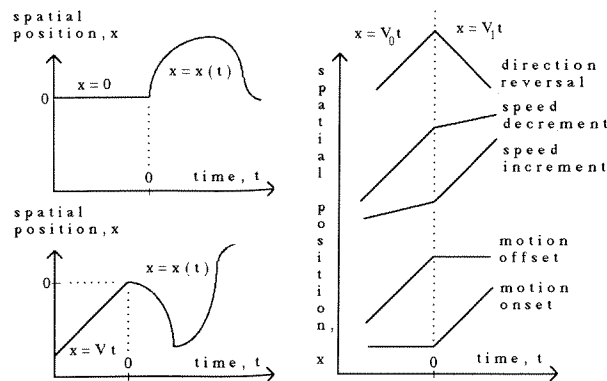 spatial
position, x
x = 0
x = x(t)
0
0
time, t
spatial
position, x
x = x(t)
0
x = Vt
0
time, t
x = V₀t
x = V₁t
direction
reversal
speed
decrement
speed
increment
motion
offset
motion
onset
spatial position, x
0
time, t